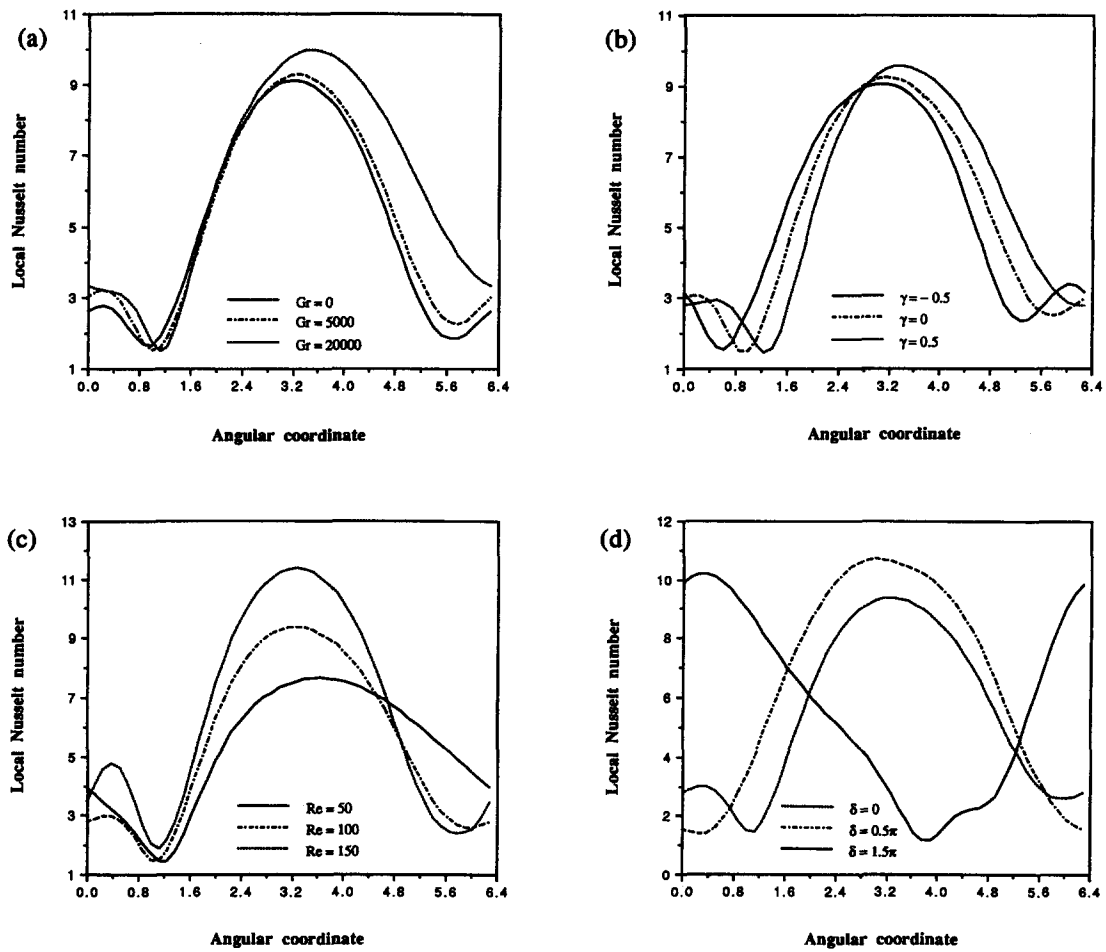 (a)
11
9
7
5
3
1
Local Nusselt number
Gr = 0
Gr = 5000
Gr = 20000
0.0 0.8 1.6 2.4 3.2 4.0 4.8 5.6 6.4
Angular coordinate
(b)
11
9
7
5
3
1
Local Nusselt number
γ = − 0.5
γ = 0
γ = 0.5
0.0 0.8 1.6 2.4 3.2 4.0 4.8 5.6 6.4
Angular coordinate
(c)
13
11
9
7
5
3
1
Local Nusselt number
Re = 50
Re = 100
Re = 150
0.0 0.8 1.6 2.4 3.2 4.0 4.8 5.6 6.4
Angular coordinate
(d)
12
10
8
6
4
2
0
Local Nusselt number
δ = 0
δ = 0.5π
δ = 1.5π
0.0 0.8 1.6 2.4 3.2 4.0 4.8 5.6 6.4
Angular coordinate